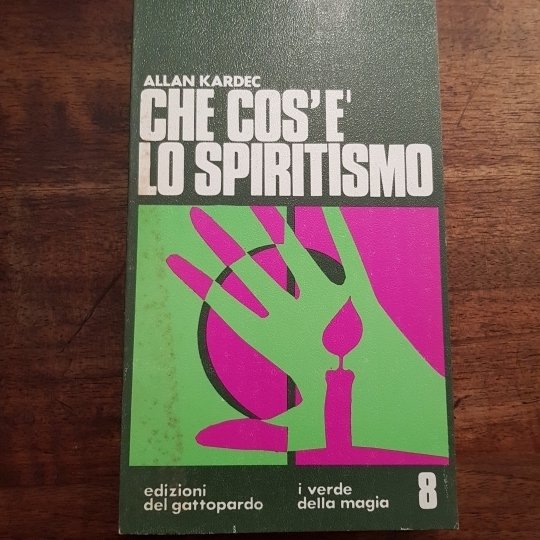 ALLAN KARDEC
CHE COS'E'
LO SPIRITISMO
edizioni
del gattopardo
i verde
della magia
8